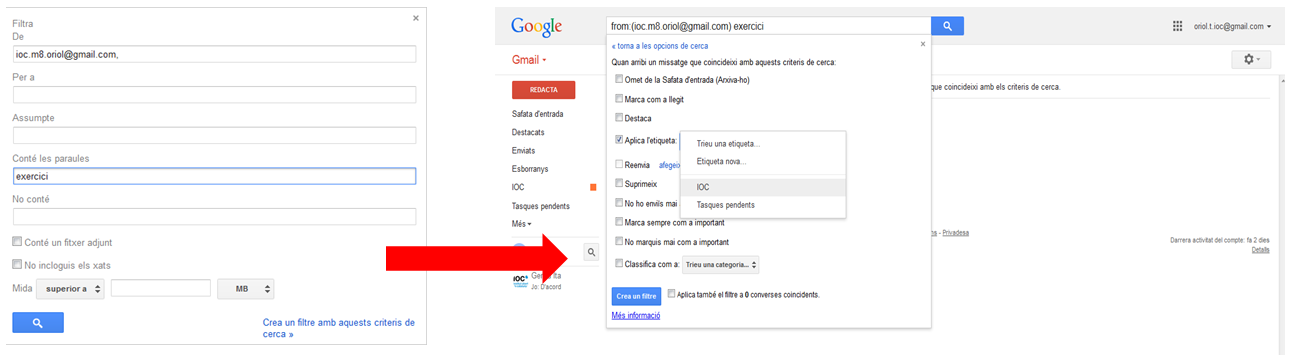 Filtra
De
ioc.m8.oriol@gmail.com,
Per a
Assumpte
Conté les paraules
exercici
No conté
Conté un fitxer adjunt
No incloguis els xats
Mida superior a MB
Crea un filtre amb aquests criteris de
cerca »
Google
from:(ioc.m8.oriol@gmail.com) exercici
oriol.t.ioc@gmail.com
Gmail
REDACTA
Safata d'entrada
Destacats
Enviats
Esborranys
IOC
Tasques pendents
Més
ioc
Jo: D'acord
« torna a les opcions de cerca
Quan arribi un missatge que coincideixi amb aquests criteris de cerca:
Omet de la Safata d'entrada (Arxiva-ho)
Marca com a llegit
Destaca
Aplica l'etiqueta:
Trieu una etiqueta...
Etiqueta nova...
IOC
Tasques pendents
Reenvia afegeix
Suprimeix
No ho enviïs mai
Marca sempre com a important
No marquis mai com a important
Classifica com a: Trieu una categoria...
Crea un filtre
Aplica també el filtre a 0 converses coincidents.
Més informació
que coincideixi amb els criteris de cerca.
ns - Privadesa
Darrera activitat del compte: fa 2 dies
Detalls